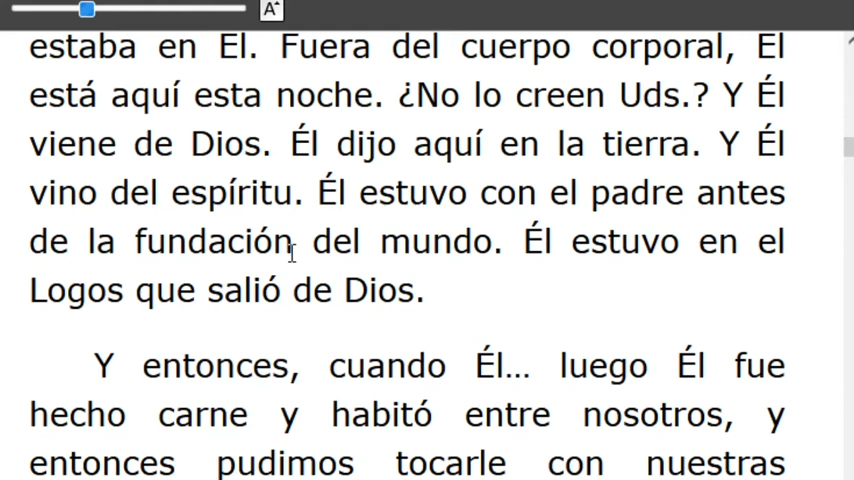 A
estaba en Él. Fuera del cuerpo corporal, Él
está aquí esta noche. ¿No lo creen Uds.? Y Él
viene de Dios. Él dijo aquí en la tierra. Y Él
vino del espíritu. Él estuvo con el padre antes
de la fundación del mundo. Él estuvo en el
Logos que salió de Dios.
Y entonces, cuando Él... luego Él fue
hecho carne y habitó entre nosotros, y
entonces pudimos tocarle con nuestras